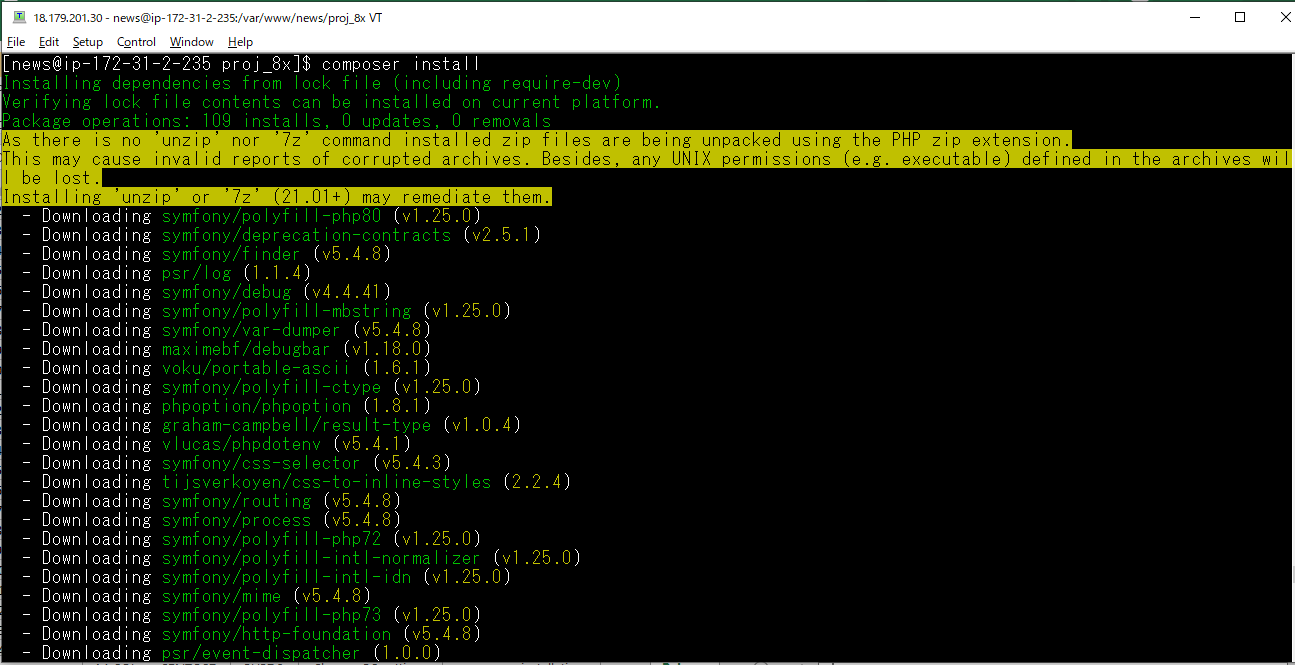 18.179.201.30 - news@ip-172-31-2-235:/var/www/news/proj_8x VT
File Edit Setup Control Window Help
[news@ip-172-31-2-235 proj_8x]$ composer install
Installing dependencies from lock file (including require-dev)
Verifying lock file contents can be installed on current platform.
Package operations: 109 installs, 0 updates, 0 removals
As there is no 'unzip' nor '7z' command installed zip files are being unpacked using the PHP zip extension.
This may cause invalid reports of corrupted archives. Besides, any UNIX permissions (e.g. executable) defined in the archives wil
l be lost.
Installing 'unzip' or '7z' (21.01+) may remediate them.
- Downloading symfony/polyfill-php80 (v1.25.0)
- Downloading symfony/deprecation-contracts (v2.5.1)
- Downloading symfony/finder (v5.4.8)
- Downloading psr/log (1.1.4)
- Downloading symfony/debug (v4.4.41)
- Downloading symfony/polyfill-mbstring (v1.25.0)
- Downloading symfony/var-dumper (v5.4.8)
- Downloading maximebf/debugbar (v1.18.0)
- Downloading voku/portable-ascii (1.6.1)
- Downloading symfony/polyfill-ctype (v1.25.0)
- Downloading phpoption/phpoption (1.8.1)
- Downloading graham-campbell/result-type (v1.0.4)
- Downloading vlucas/phpdotenv (v5.4.1)
- Downloading symfony/css-selector (v5.4.3)
- Downloading tijsverkoyen/css-to-inline-styles (2.2.4)
- Downloading symfony/routing (v5.4.8)
- Downloading symfony/process (v5.4.8)
- Downloading symfony/polyfill-php72 (v1.25.0)
- Downloading symfony/polyfill-intl-normalizer (v1.25.0)
- Downloading symfony/polyfill-intl-idn (v1.25.0)
- Downloading symfony/mime (v5.4.8)
- Downloading symfony/polyfill-php73 (v1.25.0)
- Downloading symfony/http-foundation (v5.4.8)
- Downloading psr/event-dispatcher (1.0.0)